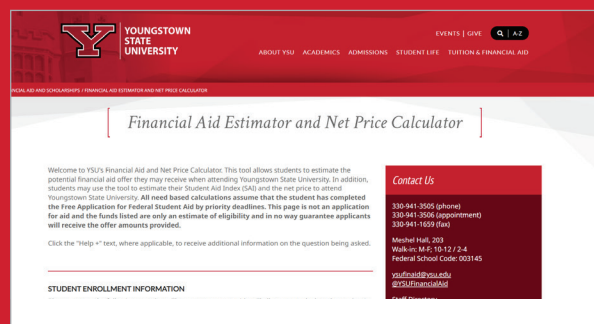 YOUNGSTOWN
STATE
UNIVERSITY
EVENTS | GIVE
A-Z
ABOUT YSU ACADEMICS ADMISSIONS STUDENT LIFE TUITION & FINANCIAL AID
AID AND SCHOLARSHIPS / FINANCIAL AID ESTIMATOR AND NET PRICE CALCULATOR
Financial Aid Estimator and Net Price Calculator
Welcome to YSU's Financial Aid and Net Price Calculator. This tool allows students to estimate the
potential financial aid offer they may receive when attending Youngstown State University. In addition,
students may use the tool to estimate their Student Aid Index (SAI) and the net price to attend
Youngstown State University. All need based calculations assume that the student has completed
the Free Application for Federal Student Aid by priority deadlines. This page is not an application
for aid and the funds listed are only an estimate of eligibility and in no way guarantee applicants
will receive the offer amounts provided.
Click the "Help +" text, where applicable, to receive additional information on the question being asked.
STUDENT ENROLLMENT INFORMATION
Contact Us
330-941-3505 (phone)
330-941-3506 (appointment)
330-941-1659 (fax)
Meshel Hall, 203
Walk-in: M-F; 10-12 / 2-4
Federal School Code: 003145
ysufinaid@ysu.edu
@YSUFinancialAid